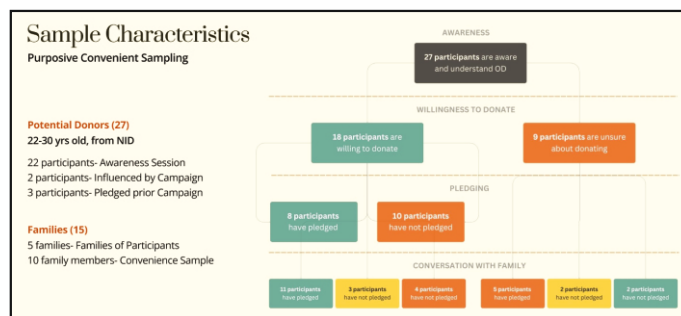 Sample Characteristics
Purposive Convenient Sampling
Potential Donors (27)
22-30 yrs old, from NID
22 participants- Awareness Session
2 participants- Influenced by Campaign
3 participants- Pledged prior Campaign
Families (15)
5 families- Families of Participants
10 family members- Convenience Sample
AWARENESS
27 participants are aware
and understand OD
WILLINGNESS TO DONATE
18 participants are
willing to donate
9 participants are unsure
about donating
PLEDGING
8 participants
have pledged
10 participants
have not pledged
CONVERSATION WITH FAMILY
11 participants
have pledged
3 participants
have not pledged
4 participants
have not pledged
5 participants
have not pledged
2 participants
have not pledged
2 participants
have not pledged